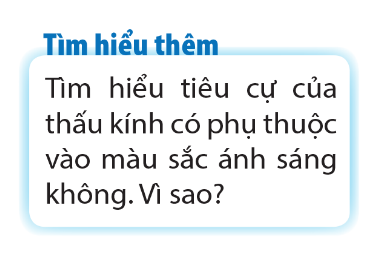 Tìm hiểu thêm
Tìm hiểu tiêu cự của
thấu kính có phụ thuộc
vào màu sắc ánh sáng
không. Vì sao?